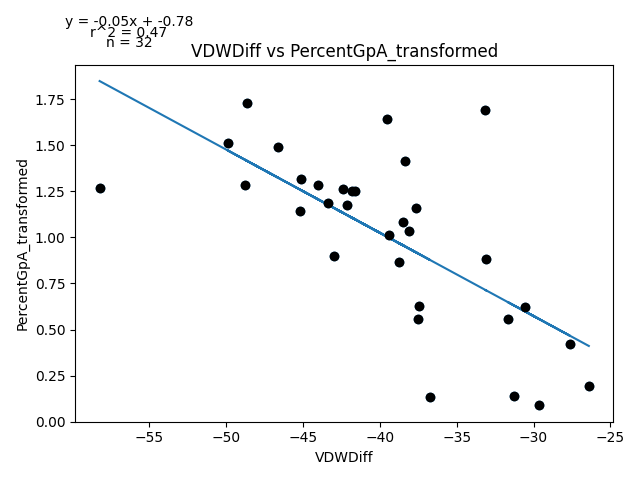 y = -0.05x + -0.78
r^2 = 0.47
n = 32
VDWDiff vs PercentGpA_transformed
1.75
1.50
1.25
1.00
0.75
0.50
0.25
0.00
PercentGpA_transformed
−55 −50 −45 −40 −35 −30 −25
VDWDiff